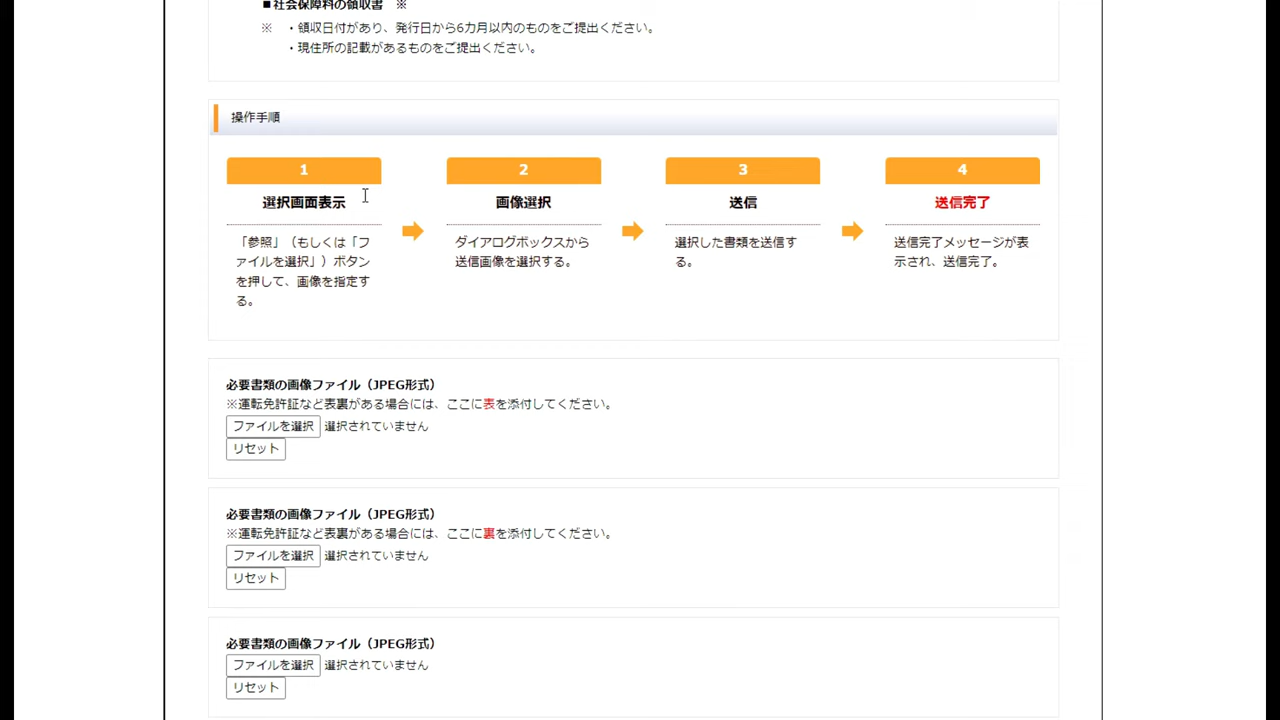 ■社会保障料の領収書　※
※　・領収日付があり、発行日から6カ月以内のものをご提出ください。
・現住所の記載があるものをご提出ください。
操作手順
1
選択画面表示
「参照」（もしくは「フ
ァイルを選択」）ボタン
を押して、画像を指定す
る。
2
画像選択
ダイアログボックスから
送信画像を選択する。
3
送信
選択した書類を送信す
る。
4
送信完了
送信完了メッセージが表
示され、送信完了。
必要書類の画像ファイル（JPEG形式）
※運転免許証など表裏がある場合には、ここに表を添付してください。
ファイルを選択 選択されていません
リセット
必要書類の画像ファイル（JPEG形式）
※運転免許証など表裏がある場合には、ここに裏を添付してください。
ファイルを選択 選択されていません
リセット
必要書類の画像ファイル（JPEG形式）
ファイルを選択 選択されていません
リセット